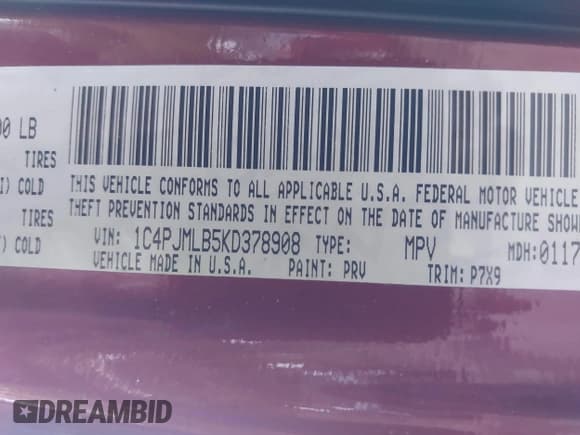 00 LB
TIRES
I) COLD
TIRES
I) COLD
THIS VEHICLE CONFORMS TO ALL APPLICABLE U.S.A. FEDERAL MOTOR VEHICLE
THEFT PREVENTION STANDARDS IN EFFECT ON THE DATE OF MANUFACTURE SHOW
VIN: 1C4PJMLB5KD378908 TYPE: MPV MDH:0117
VEHICLE MADE IN U.S.A. PAINT: PRV TRIM: P7X9
DREAMBID